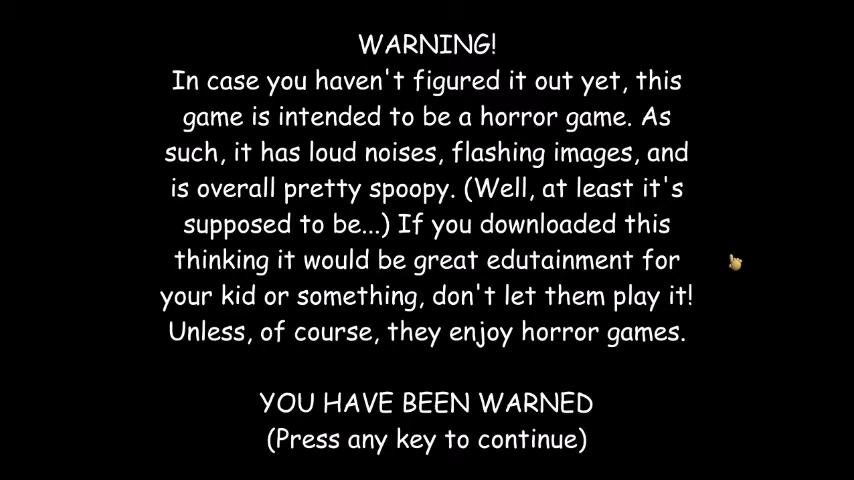 WARNING!
In case you haven't figured it out yet, this
game is intended to be a horror game. As
such, it has loud noises, flashing images, and
is overall pretty spoopy. (Well, at least it's
supposed to be...) If you downloaded this
thinking it would be great edutainment for
your kid or something, don't let them play it!
Unless, of course, they enjoy horror games.
YOU HAVE BEEN WARNED
(Press any key to continue)